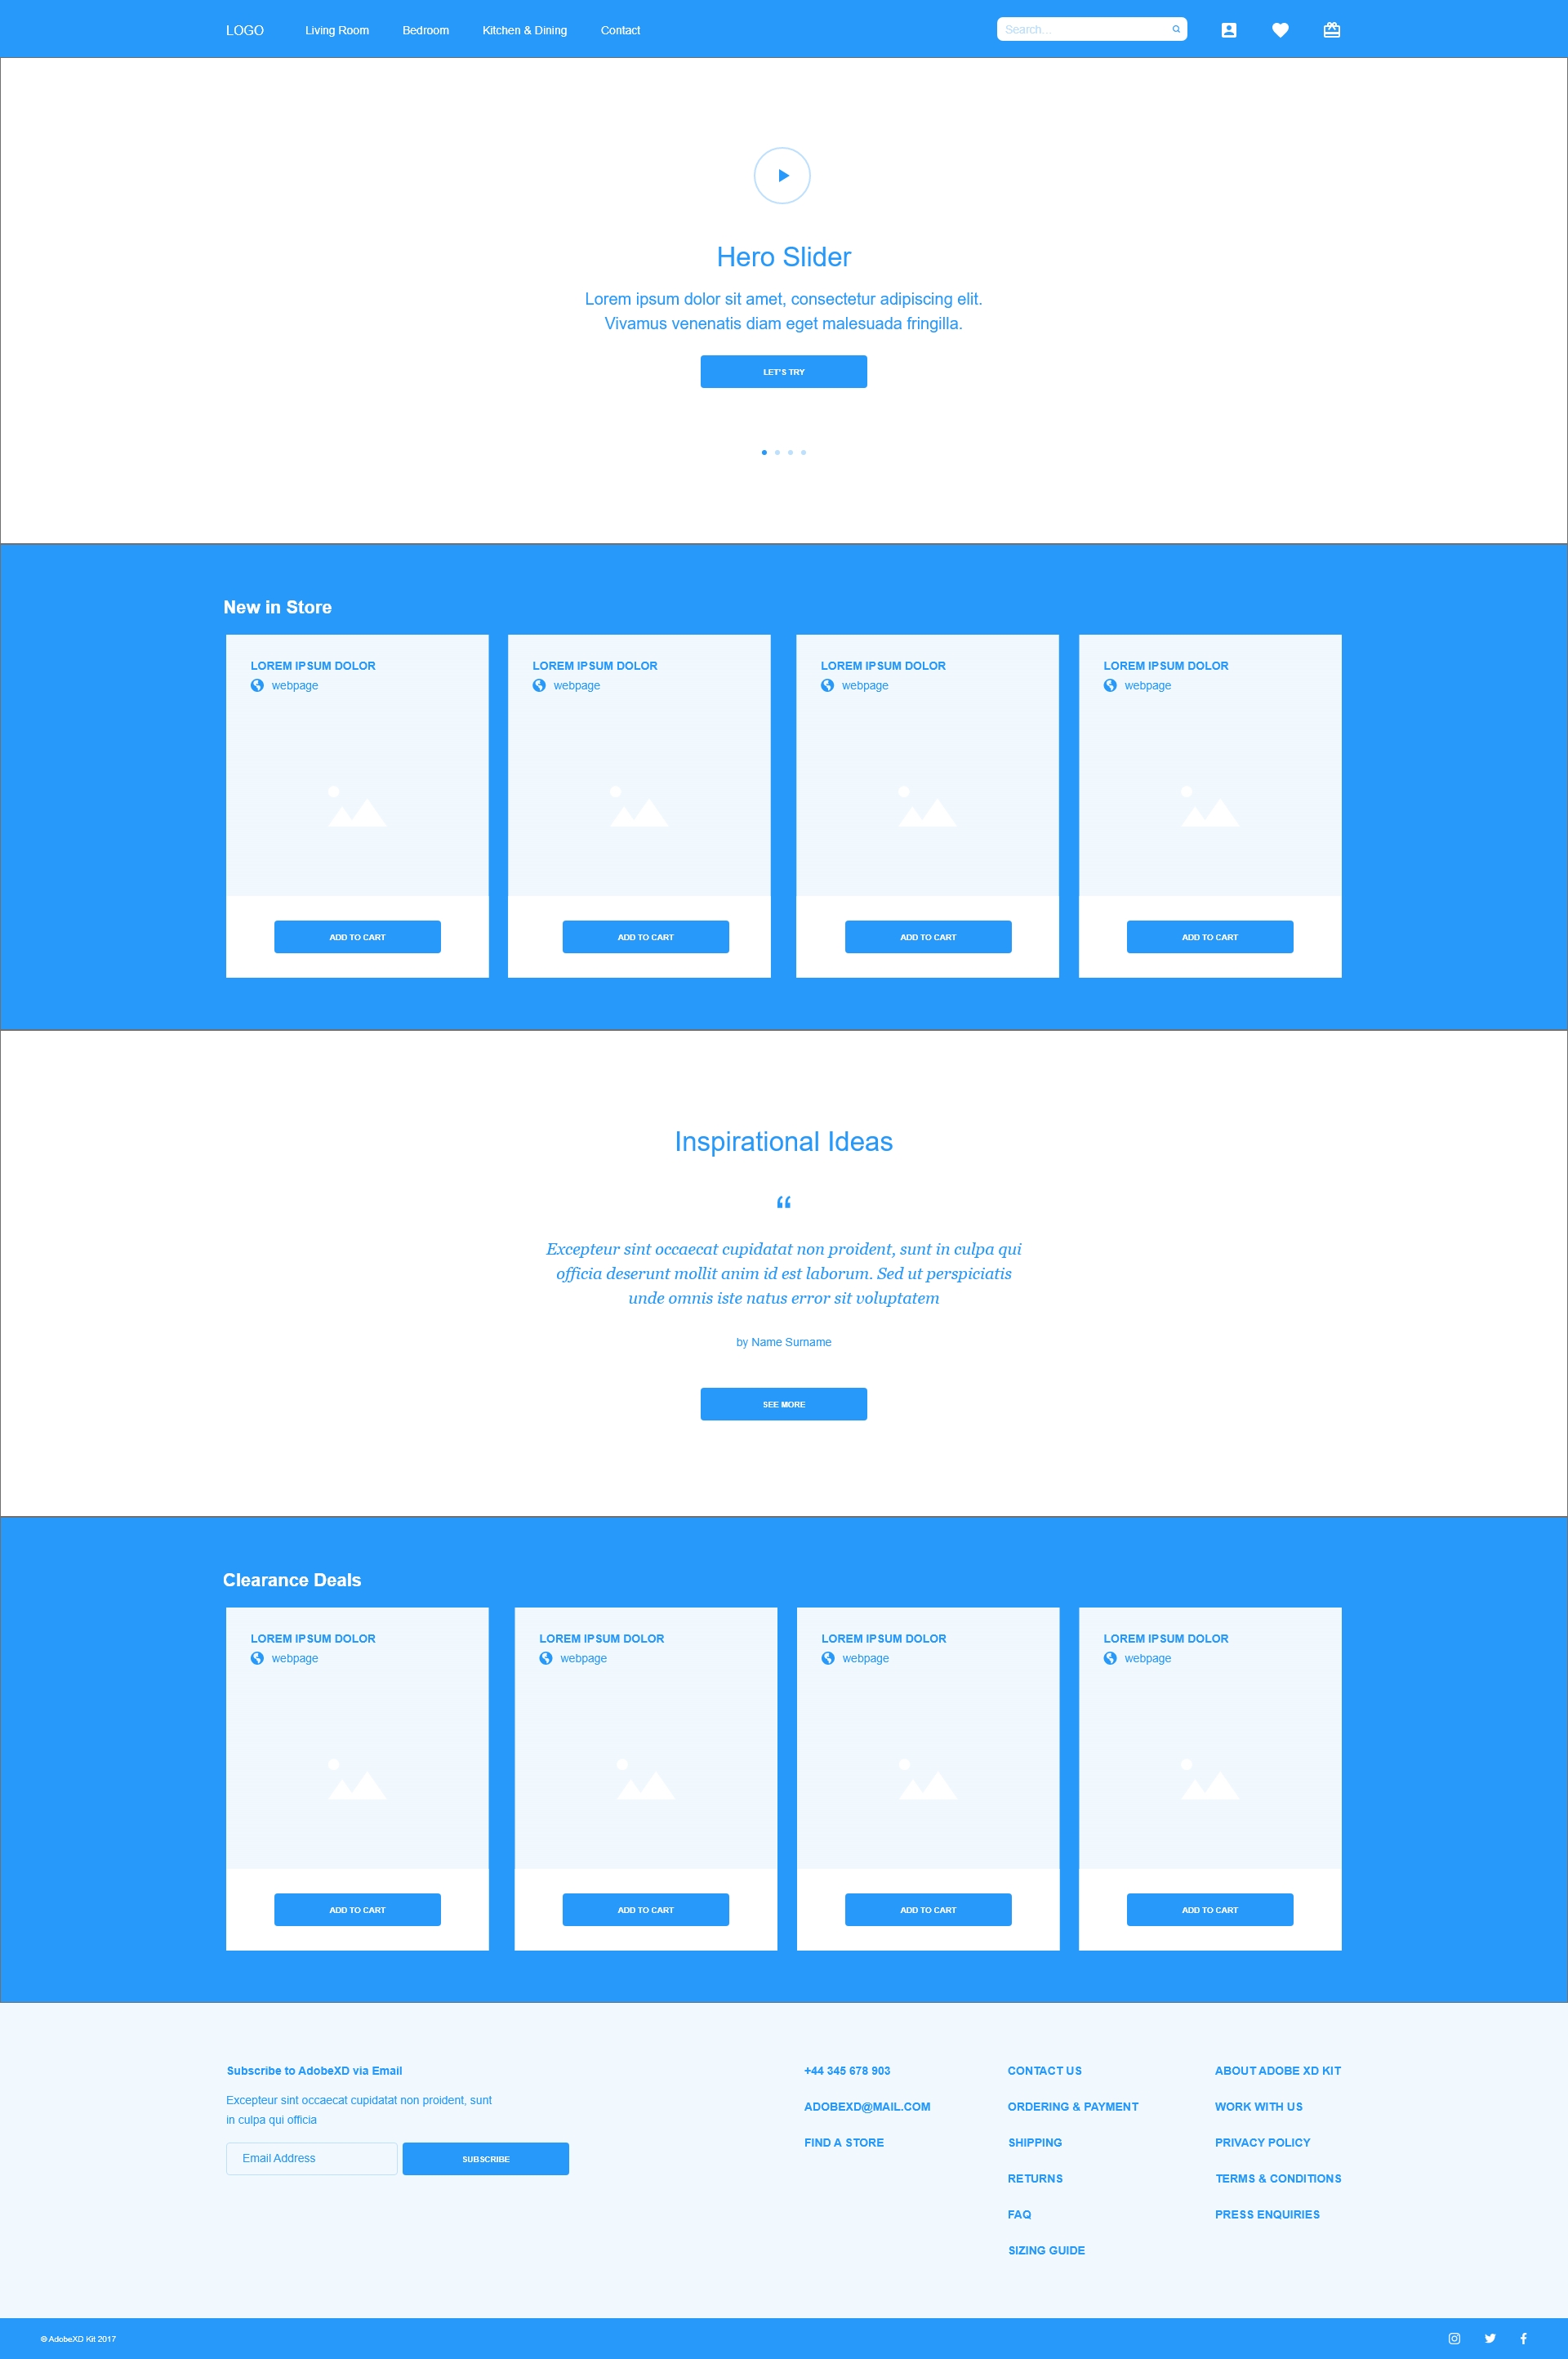 LOGO
Living Room
Bedroom
Kitchen & Dining
Contact
Search...
Hero Slider
Lorem ipsum dolor sit amet, consectetur adipiscing elit.
Vivamus venenatis diam eget malesuada fringilla.
LET'S TRY
New in Store
LOREM IPSUM DOLOR
webpage
ADD TO CART
LOREM IPSUM DOLOR
webpage
ADD TO CART
LOREM IPSUM DOLOR
webpage
ADD TO CART
LOREM IPSUM DOLOR
webpage
ADD TO CART
Inspirational Ideas
“
Excepteur sint occaecat cupidatat non proident, sunt in culpa qui
officia deserunt mollit anim id est laborum. Sed ut perspiciatis
unde omnis iste natus error sit voluptatem
by Name Surname
SEE MORE
Clearance Deals
LOREM IPSUM DOLOR
webpage
ADD TO CART
LOREM IPSUM DOLOR
webpage
ADD TO CART
LOREM IPSUM DOLOR
webpage
ADD TO CART
LOREM IPSUM DOLOR
webpage
ADD TO CART
Subscribe to AdobeXD via Email
Excepteur sint occaecat cupidatat non proident, sunt
in culpa qui officia
Email Address
SUBSCRIBE
+44 345 678 903
ADOBEXD@MAIL.COM
FIND A STORE
CONTACT US
ORDERING & PAYMENT
SHIPPING
RETURNS
FAQ
SIZING GUIDE
ABOUT ADOBE XD KIT
WORK WITH US
PRIVACY POLICY
TERMS & CONDITIONS
PRESS ENQUIRIES
© AdobeXD Kit 2017